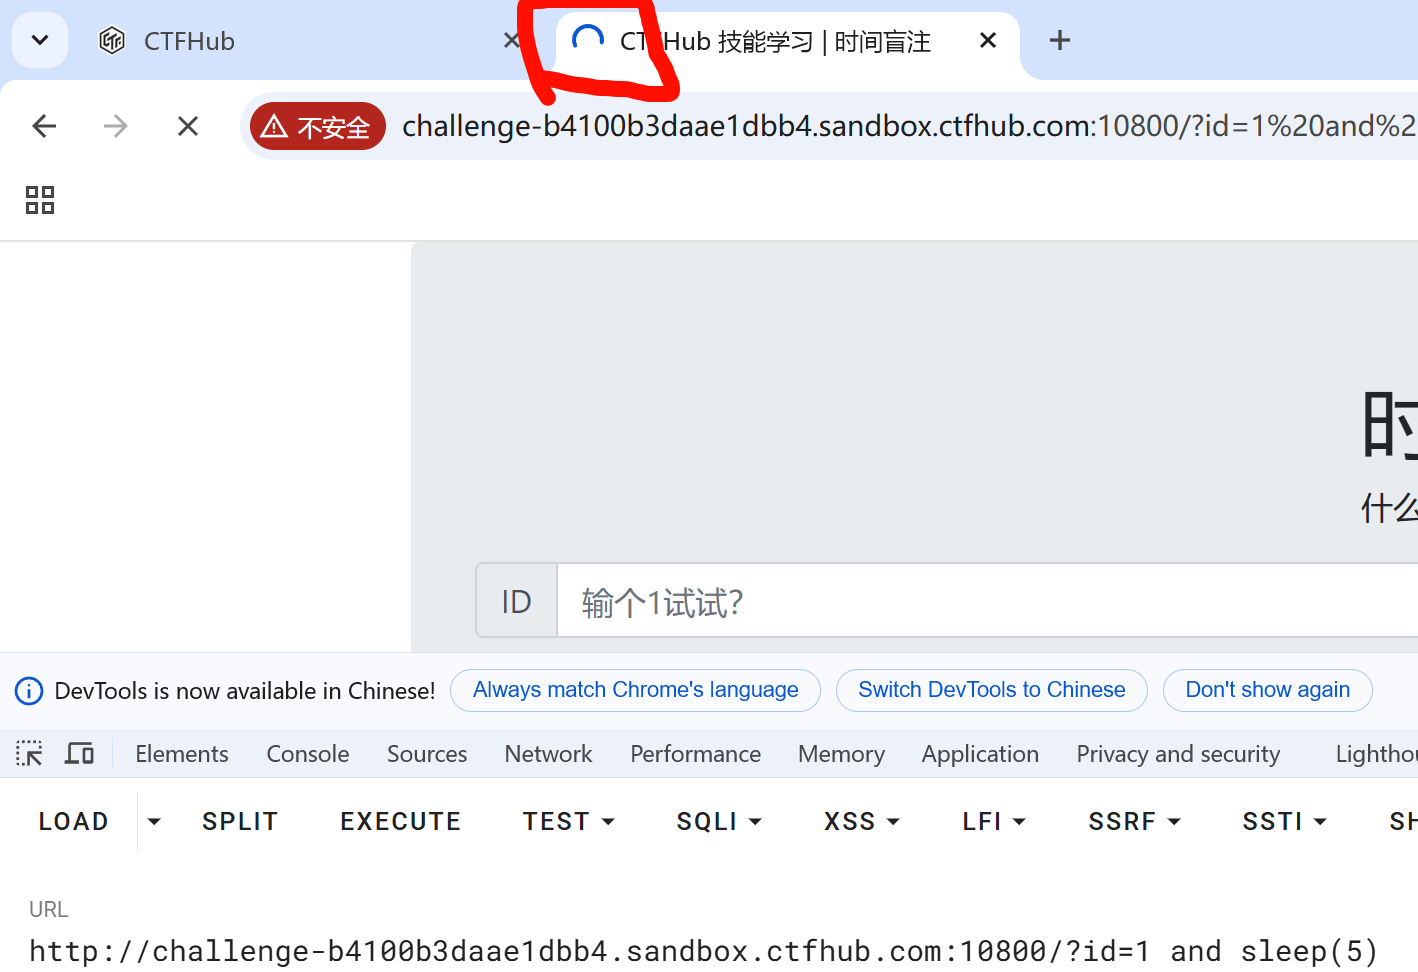 CTFHub
CTFHub 技能学习 | 时间盲注
不安全 challenge-b4100b3daae1dbb4.sandbox.ctfhub.com:10800/?id=1%20and%2
时
什么
ID 输个1试试?
DevTools is now available in Chinese! Always match Chrome's language Switch DevTools to Chinese Don't show again
Elements Console Sources Network Performance Memory Application Privacy and security Lighthou
LOAD SPLIT EXECUTE TEST SQLI XSS LFI SSRF SSTI SH
URL
http://challenge-b4100b3daae1dbb4.sandbox.ctfhub.com:10800/?id=1 and sleep(5)